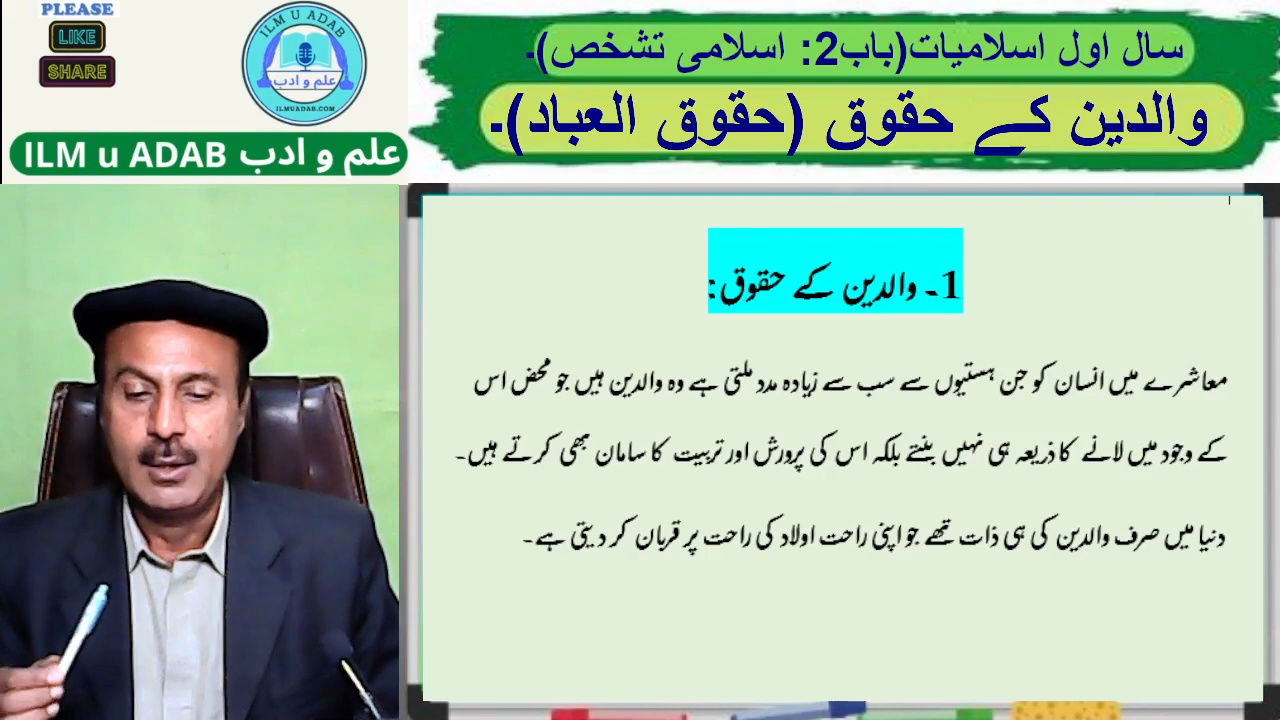 PLEASE
LIKE
SHARE
ILM U ADAB
علم و ادب
ILMUADAB.COM
ILM u ADAB علم و ادب
سال اول اسلامیات(باب2: اسلامی تشخص)۔
والدین کے حقوق (حقوق العباد)۔
1۔ والدین کے حقوق:
معاشرے میں انسان کو جن ہستیوں سے سب سے زیادہ مدد ملتی ہے وہ والدین ہیں جو محض اس
کے وجود میں لانے کا ذریعہ ہی نہیں بنتے بلکہ اس کی پرورش اور تربیت کا سامان بھی کرتے ہیں۔
دنیا میں صرف والدین کی ہی ذات تھے جو اپنی راحت اولاد کی راحت پر قربان کر دیتی ہے۔